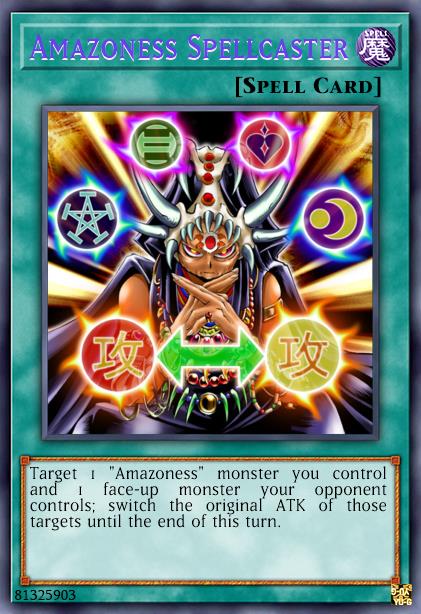 Amazoness Spellcaster
SPELL
魔
[Spell Card]
攻 攻
Target 1 "Amazoness" monster you control
and 1 face-up monster your opponent
controls; switch the original ATK of those
targets until the end of this turn.
81325903